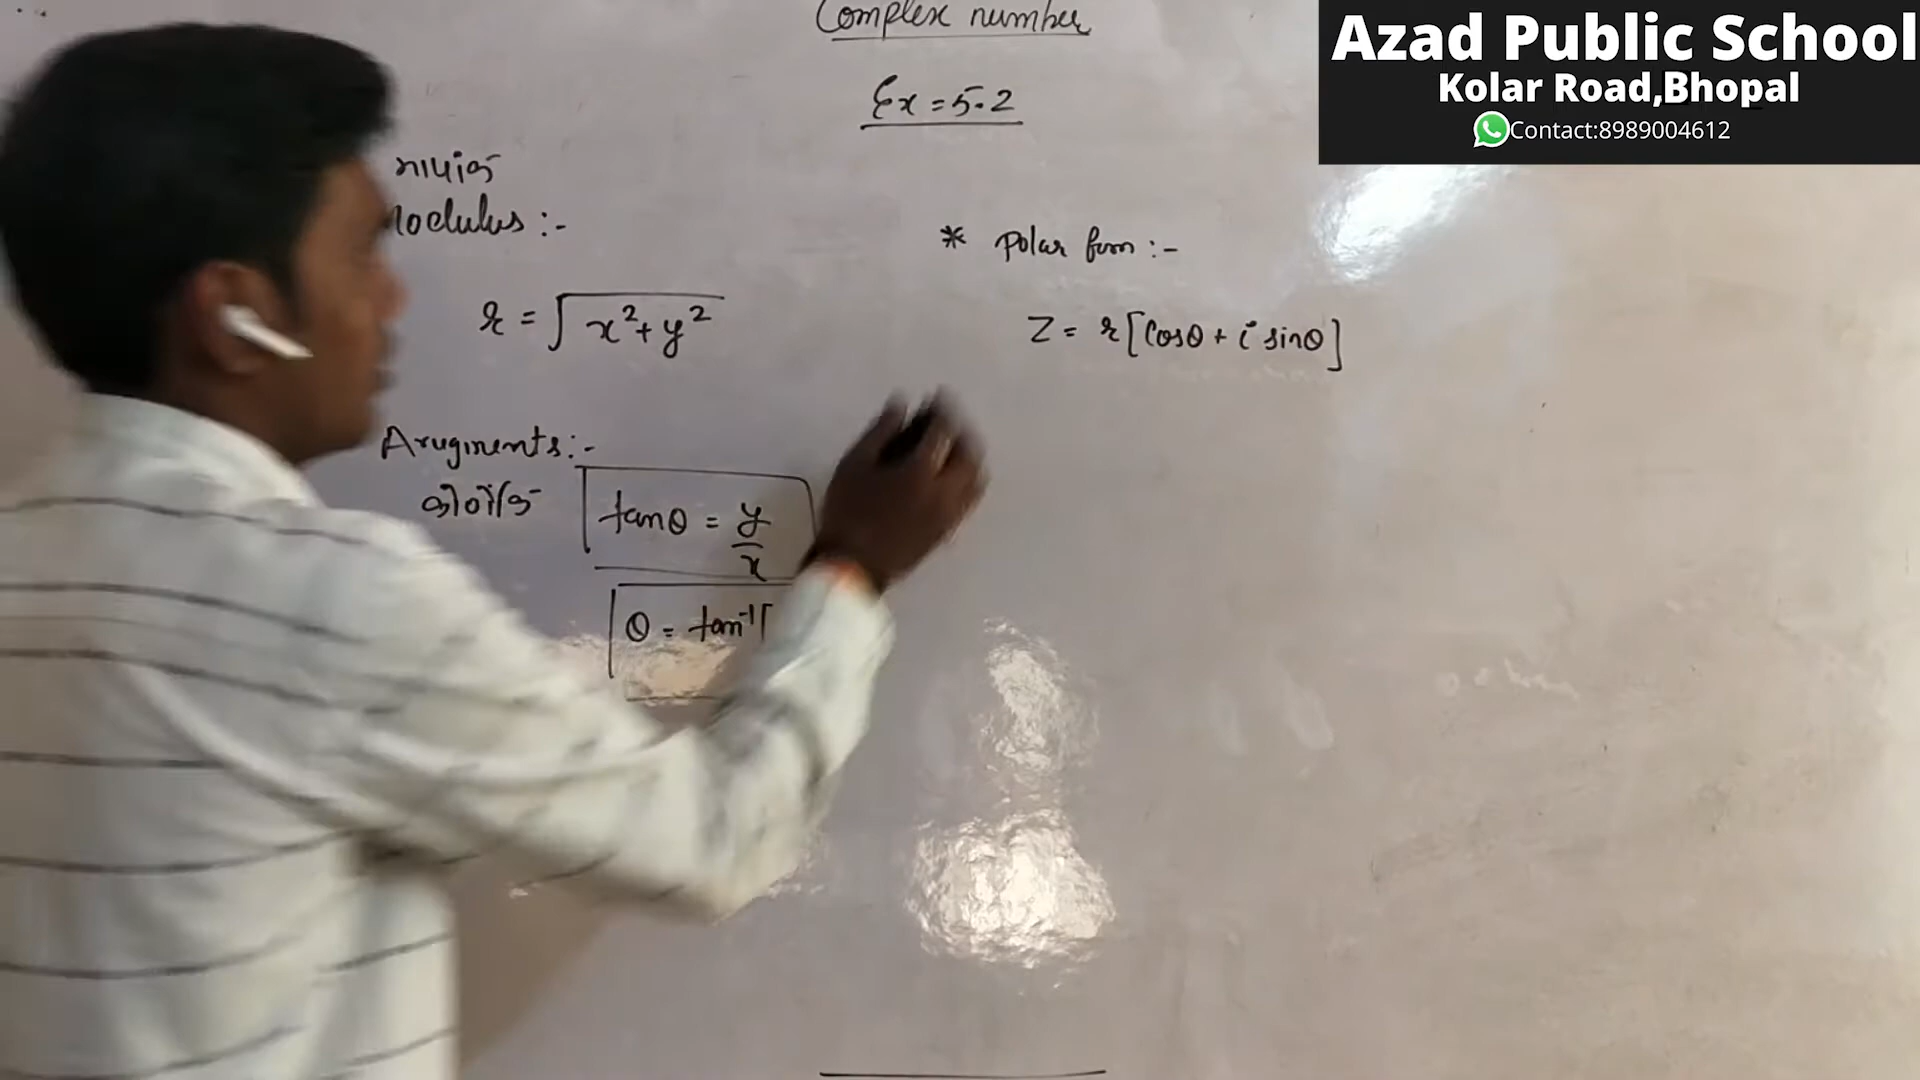 Complex number
Ex = 5.2
Azad Public School
Kolar Road,Bhopal
Contact:8989004612
मापांक
Modulus :-
r = √x²+y²
Arugments:-
कोणांक
tanθ = y/x
θ = tan⁻¹[
* Polar form :-
Z = r[Cosθ + i sinθ]